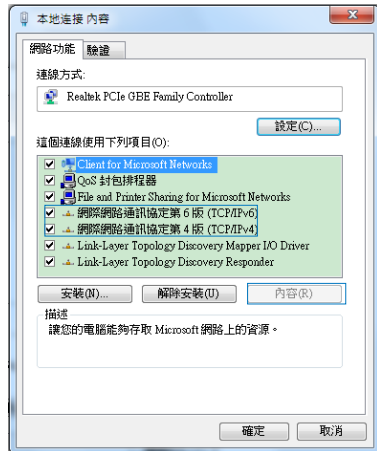 本地连接 內容
網路功能
驗證
連線方式:
Realtek PCIe GBE Family Controller
設定(C)...
這個連線使用下列項目(O):
Client for Microsoft Networks
QoS 封包排程器
File and Printer Sharing for Microsoft Networks
網際網路通訊協定第 6 版 (TCP/IPv6)
網際網路通訊協定第 4 版 (TCP/IPv4)
Link-Layer Topology Discovery Mapper I/O Driver
Link-Layer Topology Discovery Responder
安裝(N)...
解除安裝(U)
內容(R)
描述
讓您的電腦能夠存取 Microsoft 網路上的資源。
確定
取消